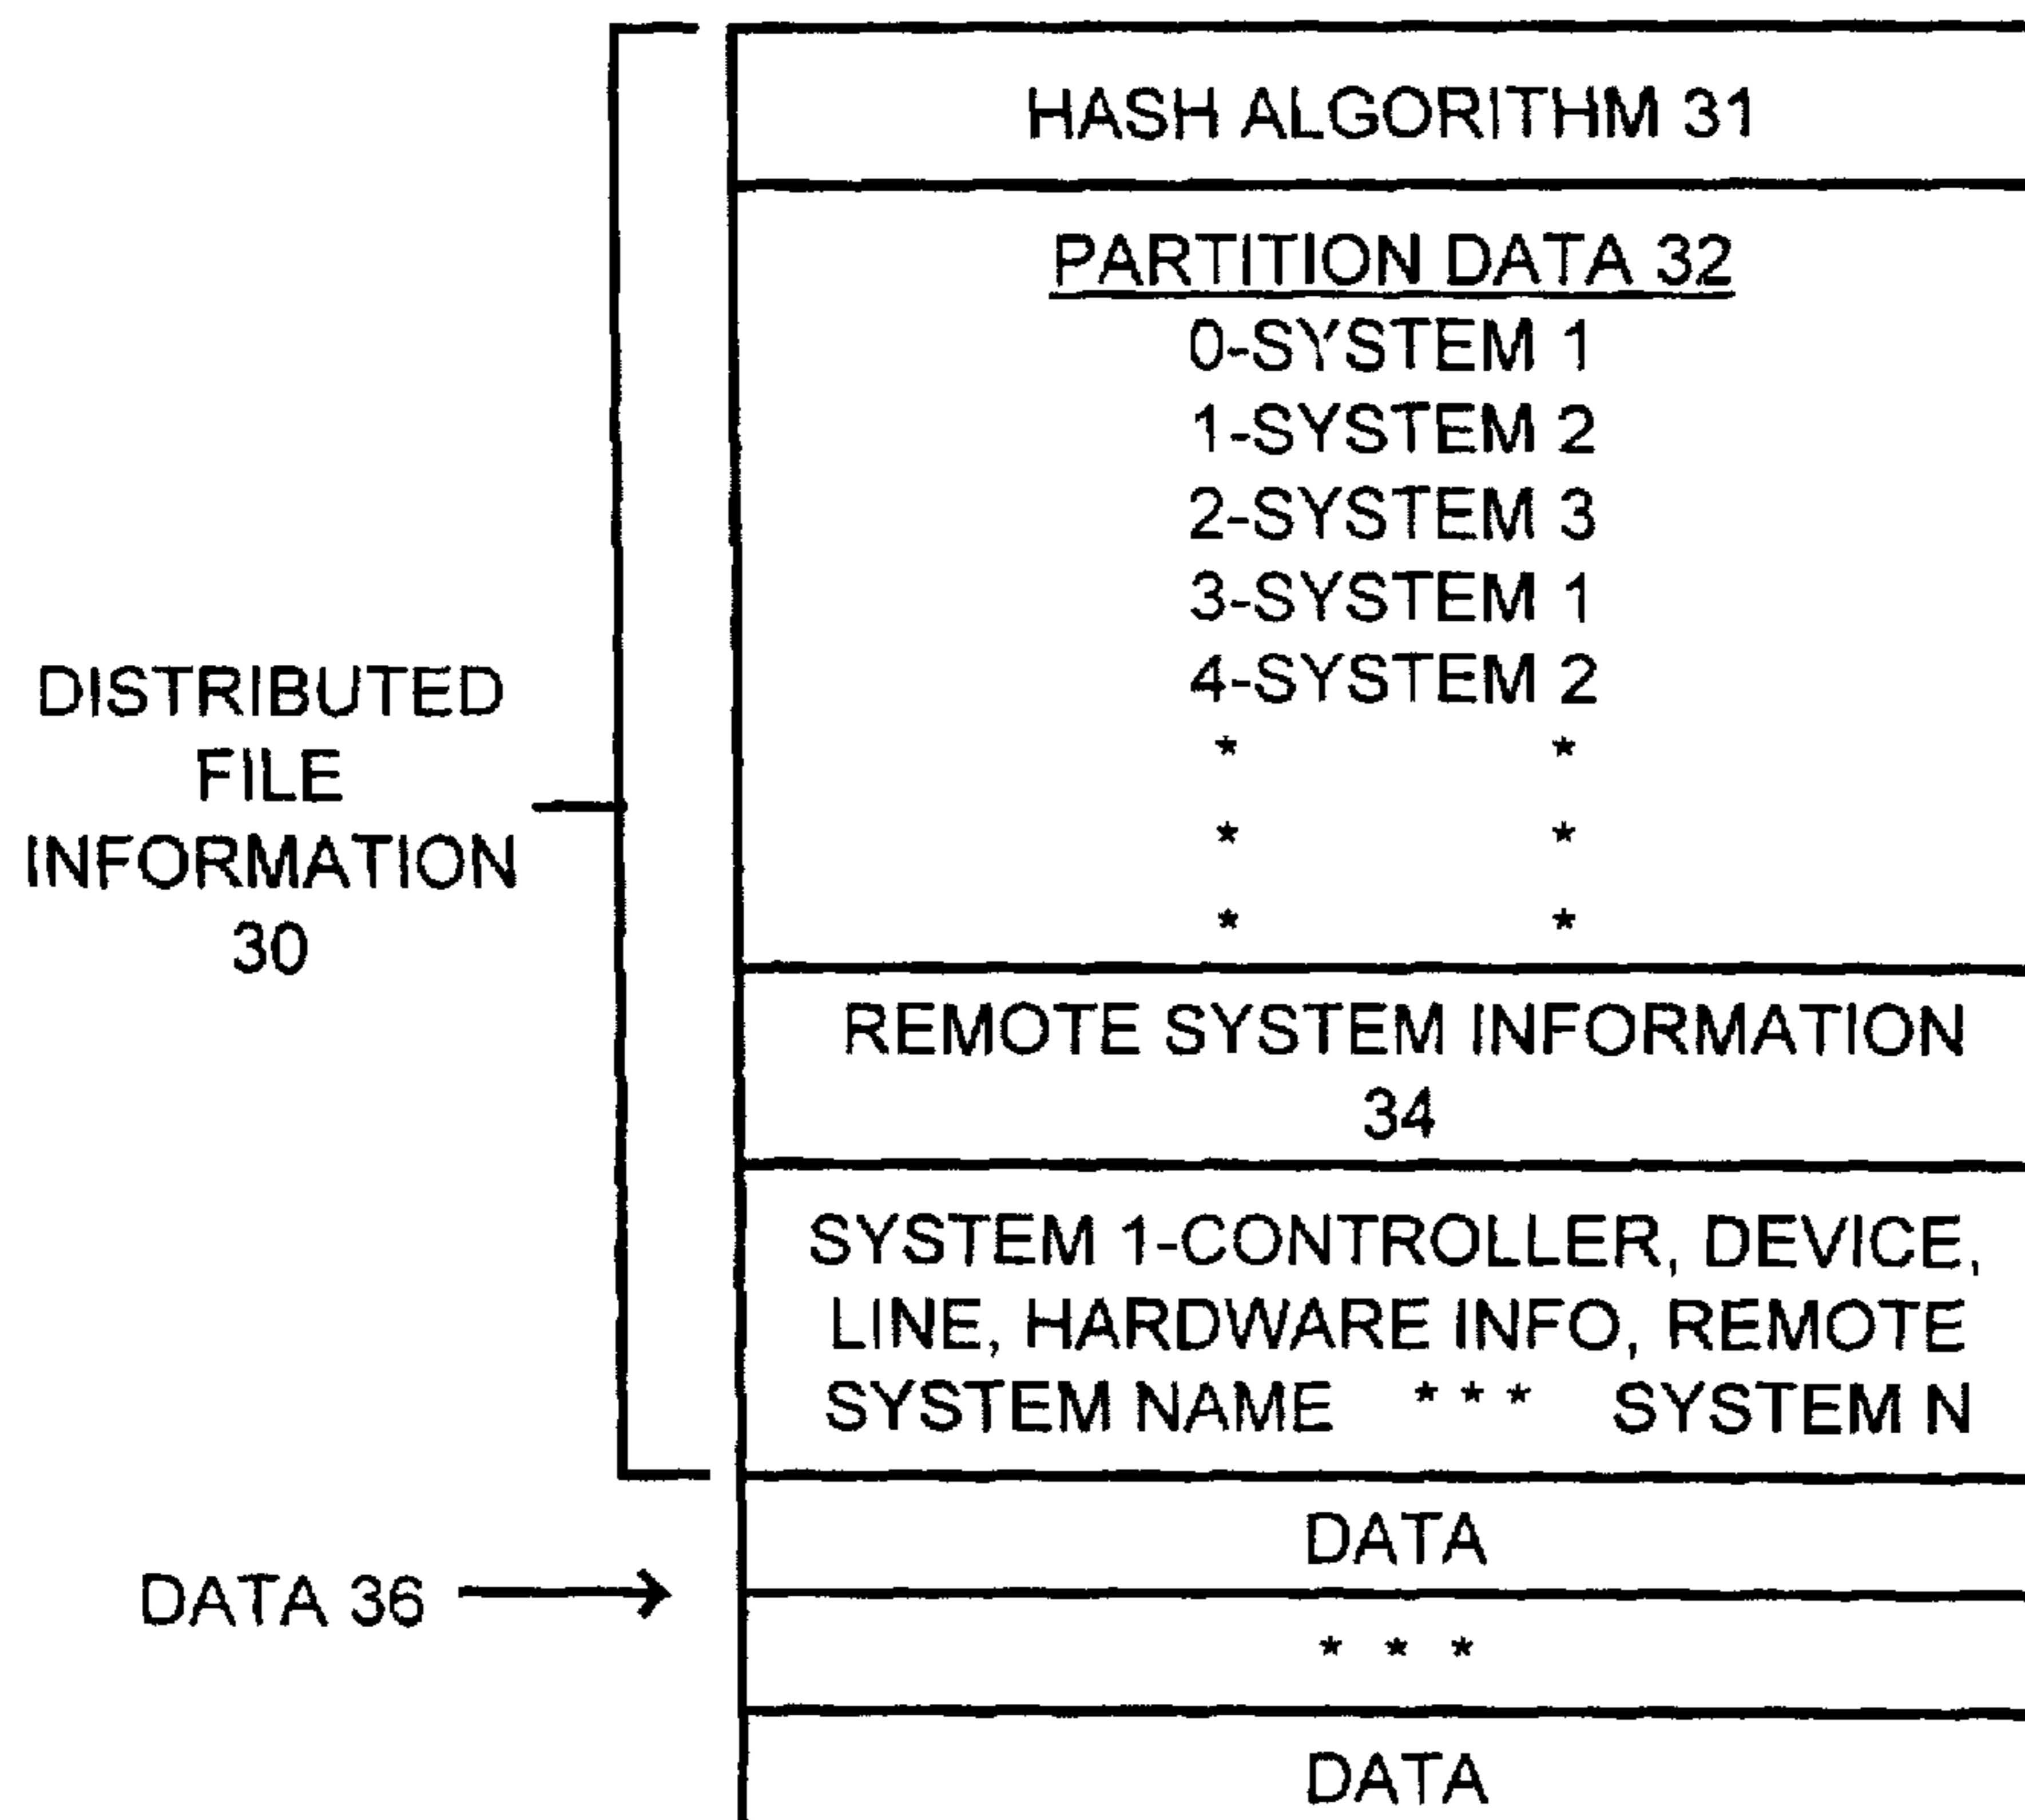 HASH ALGORITHM 31
PARTITION DATA 32
0-SYSTEM 1
1-SYSTEM 2
2-SYSTEM 3
3-SYSTEM 1
4-SYSTEM 2
* *
* *
* *
DISTRIBUTED
FILE
INFORMATION
30
REMOTE SYSTEM INFORMATION
34
SYSTEM 1-CONTROLLER, DEVICE,
LINE, HARDWARE INFO, REMOTE
SYSTEM NAME * * * SYSTEM N
DATA 36
DATA
* * *
DATA